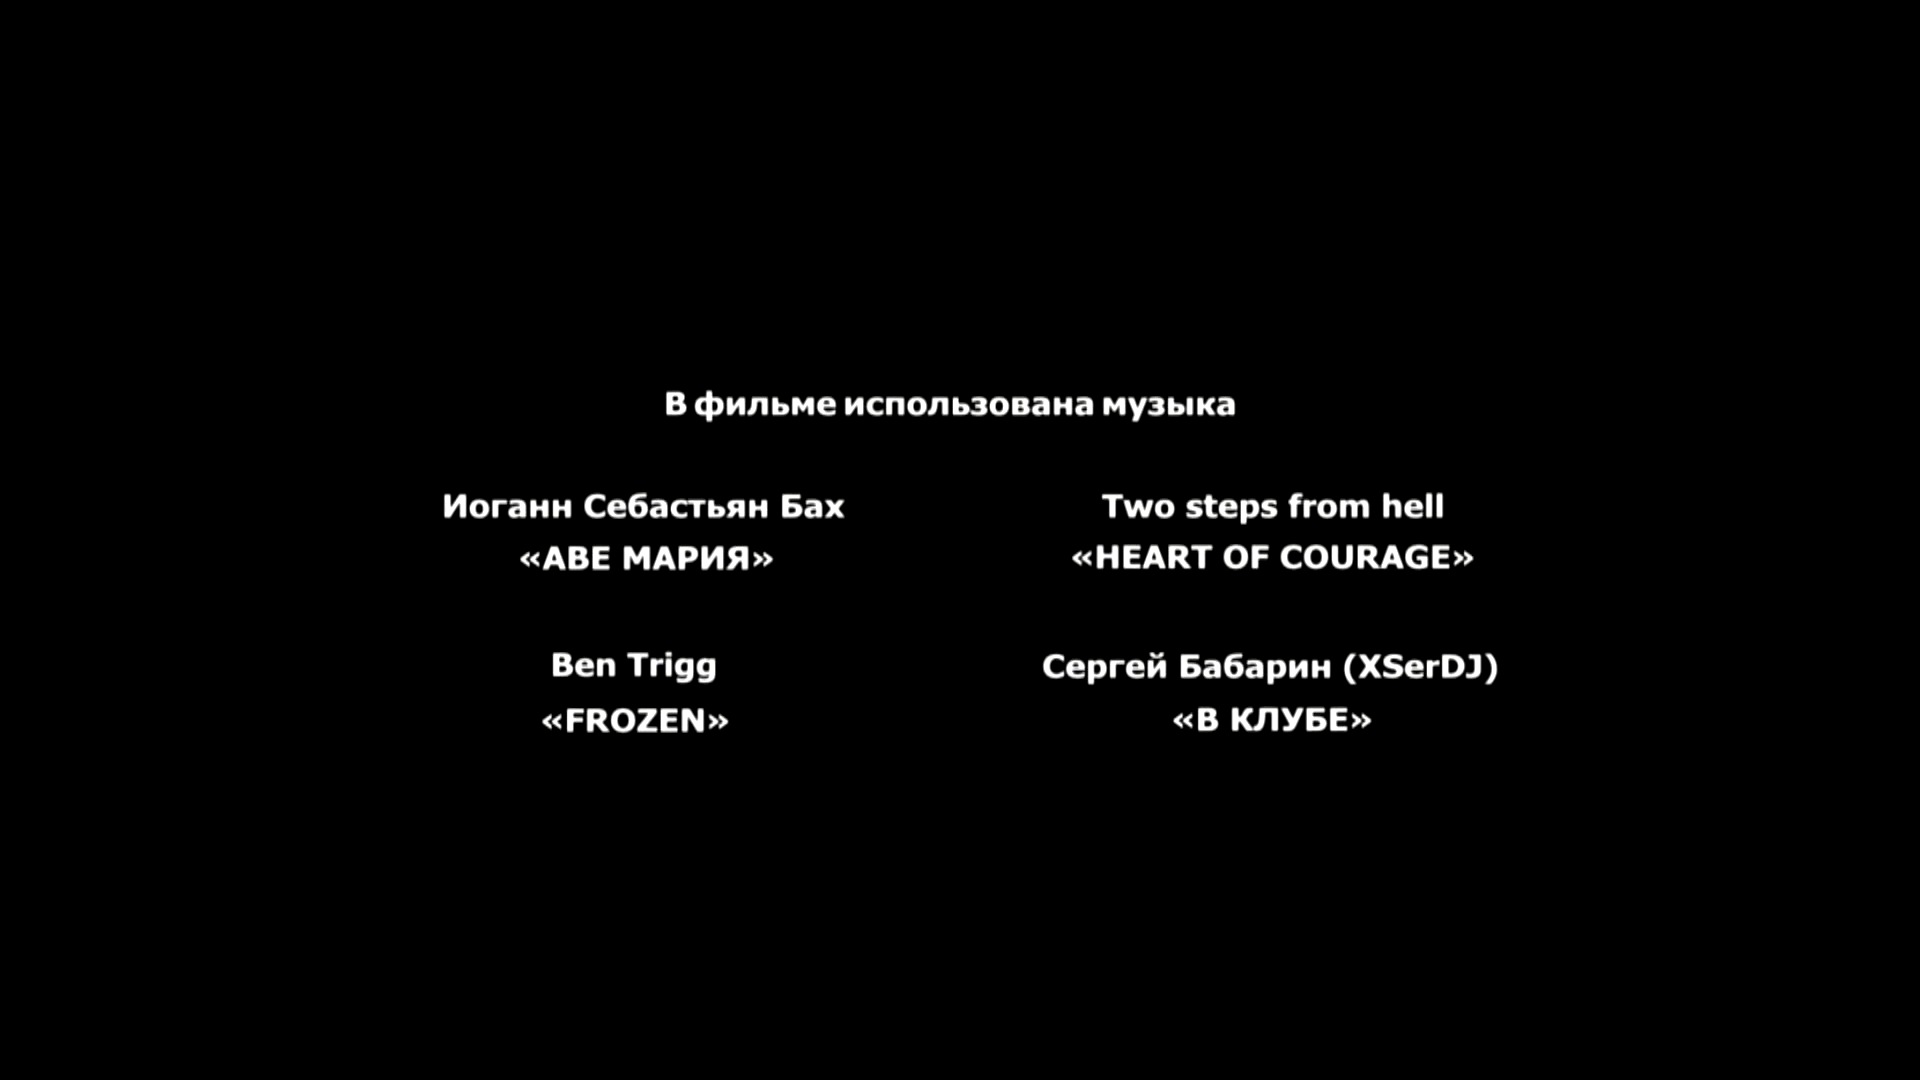 В фильме использована музыка
Иоганн Себастьян Бах
«АВЕ МАРИЯ»
Two steps from hell
«HEART OF COURAGE»
Ben Trigg
«FROZEN»
Сергей Бабарин (XSerDJ)
«В КЛУБЕ»